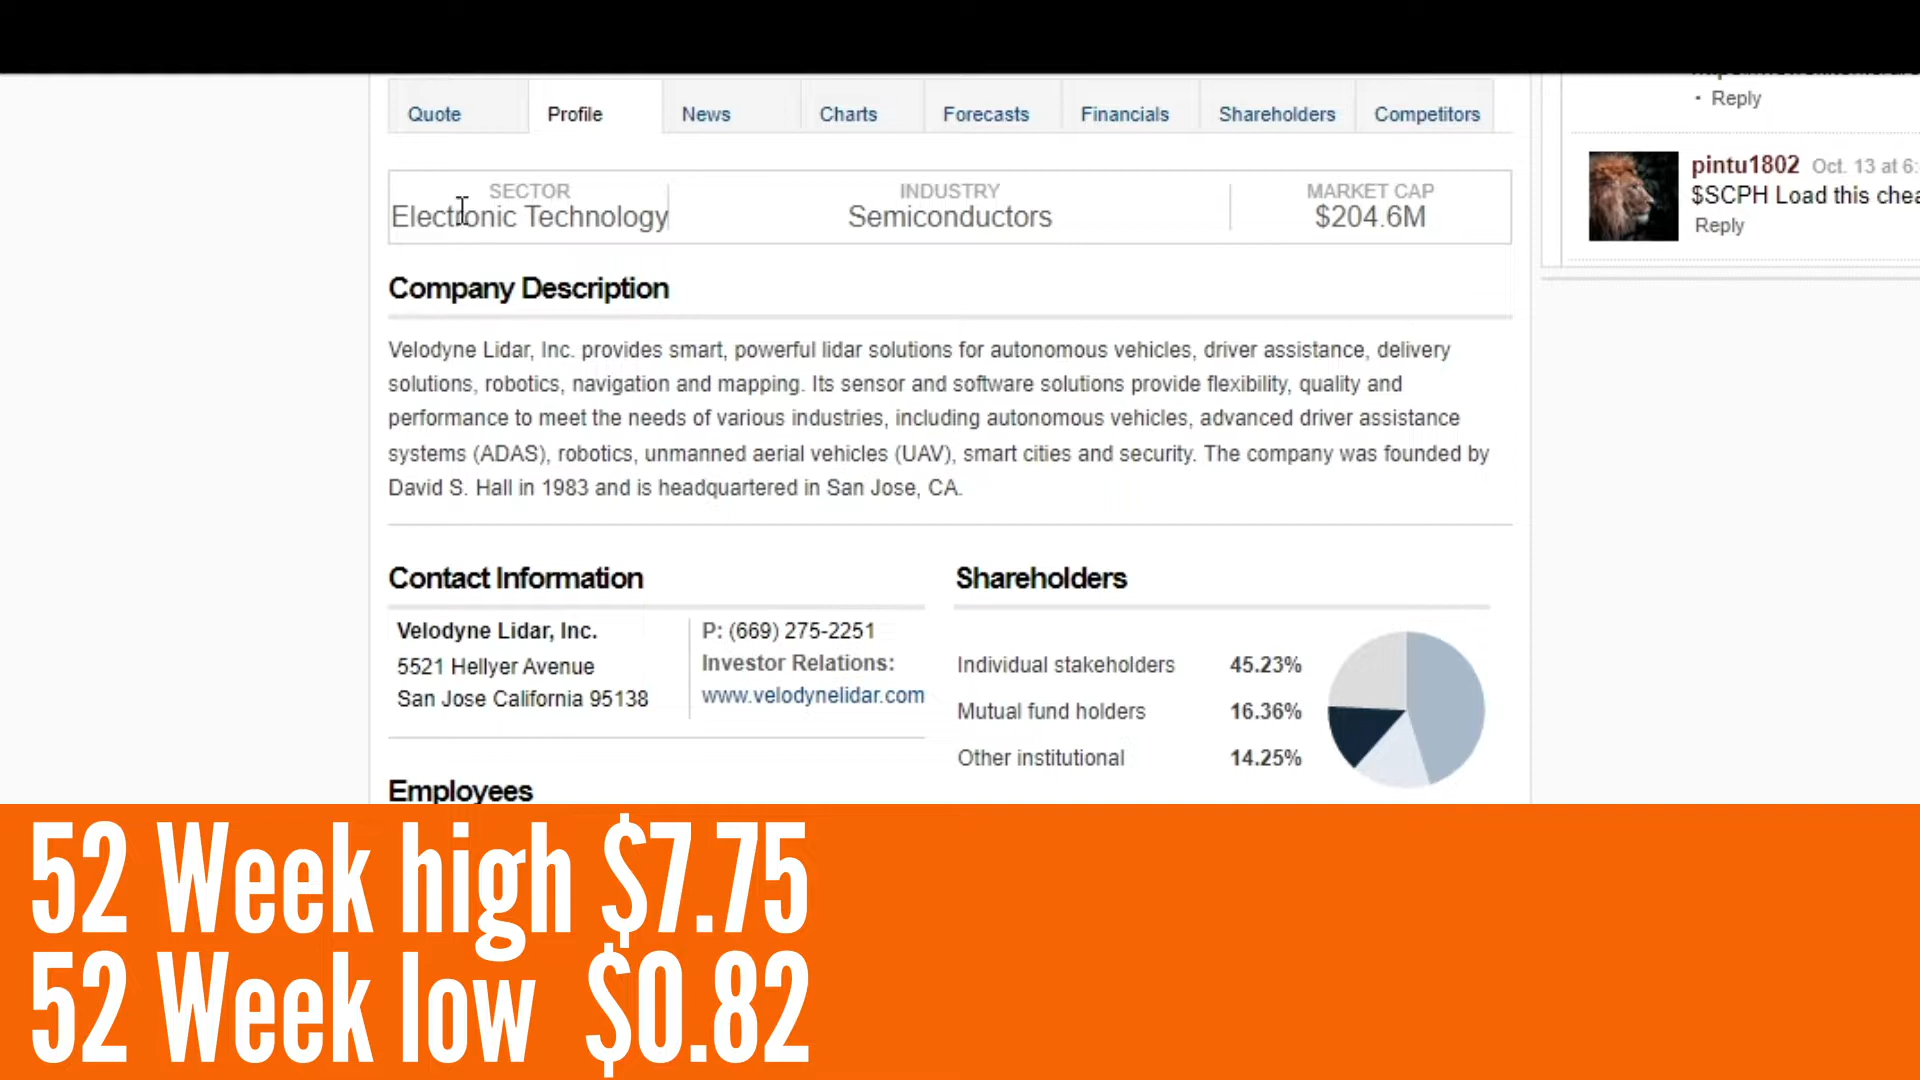 Quote Profile News Charts Forecasts Financials Shareholders Competitors
• Reply
pintu1802 Oct. 13 at 6:
$SCPH Load this chea
Reply
SECTOR
Electronic Technology
INDUSTRY
Semiconductors
MARKET CAP
$204.6M
Company Description
Velodyne Lidar, Inc. provides smart, powerful lidar solutions for autonomous vehicles, driver assistance, delivery
solutions, robotics, navigation and mapping. Its sensor and software solutions provide flexibility, quality and
performance to meet the needs of various industries, including autonomous vehicles, advanced driver assistance
systems (ADAS), robotics, unmanned aerial vehicles (UAV), smart cities and security. The company was founded by
David S. Hall in 1983 and is headquartered in San Jose, CA.
Contact Information
Velodyne Lidar, Inc.
5521 Hellyer Avenue
San Jose California 95138
P: (669) 275-2251
Investor Relations:
www.velodynelidar.com
Shareholders
Individual stakeholders 45.23%
Mutual fund holders 16.36%
Other institutional 14.25%
Employees
52 Week high $7.75
52 Week low $0.82